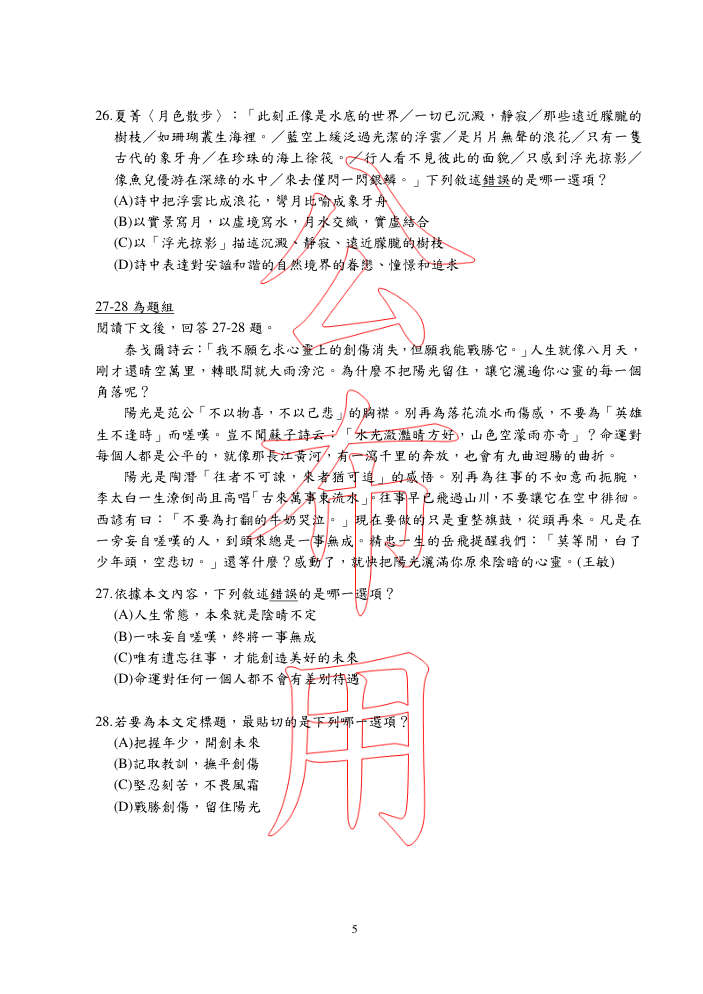 26.夏菁〈月色散步〉：「此刻正像是水底的世界／一切已沉澱，靜寂／那些遠近朦朧的
樹枝／如珊瑚叢生海裡。／藍空上緩泛過光潔的浮雲／是片片無聲的浪花／只有一隻
古代的象牙舟／在珍珠的海上徐筏。／行人看不見彼此的面貌／只感到浮光掠影／
像魚兒優游在深綠的水中／來去僅閃一閃銀鱗。」下列敘述錯誤的是哪一選項？
(A)詩中把浮雲比成浪花，彎月比喻成象牙舟
(B)以實景寫月，以虛境寫水，月水交織，實虛結合
(C)以「浮光掠影」描述沉澱、靜寂、遠近朦朧的樹枝
(D)詩中表達對安謐和諧的自然境界的眷戀、憧憬和追求
27-28 為題組
閱讀下文後，回答 27-28 題。
泰戈爾詩云：「我不願乞求心靈上的創傷消失，但願我能戰勝它。」人生就像八月天，
剛才還晴空萬里，轉眼間就大雨滂沱。為什麼不把陽光留住，讓它灑遍你心靈的每一個
角落呢？
陽光是范公「不以物喜，不以己悲」的胸襟。別再為落花流水而傷感，不要為「英雄
生不逢時」而嗟嘆。豈不聞蘇子詩云：「水光瀲灩晴方好，山色空濛雨亦奇」？命運對
每個人都是公平的，就像那長江黃河，有一瀉千里的奔放，也會有九曲迴腸的曲折。
陽光是陶潛「往者不可諫，來者猶可追」的感悟。別再為往事的不如意而扼腕，
李太白一生潦倒尚且高唱「古來萬事東流水」。往事早已飛過山川，不要讓它在空中徘徊。
西諺有曰：「不要為打翻的牛奶哭泣。」現在要做的只是重整旗鼓，從頭再來。凡是在
一旁妄自嗟嘆的人，到頭來總是一事無成。精忠一生的岳飛提醒我們：「莫等閒，白了
少年頭，空悲切。」還等什麼？感動了，就快把陽光灑滿你原來陰暗的心靈。(王敏)
27.依據本文內容，下列敘述錯誤的是哪一選項？
(A)人生常態，本來就是陰晴不定
(B)一味妄自嗟嘆，終將一事無成
(C)唯有遺忘往事，才能創造美好的未來
(D)命運對任何一個人都不會有差別待遇
28.若要為本文定標題，最貼切的是下列哪一選項？
(A)把握年少，開創未來
(B)記取教訓，撫平創傷
(C)堅忍刻苦，不畏風霜
(D)戰勝創傷，留住陽光
公布用
5